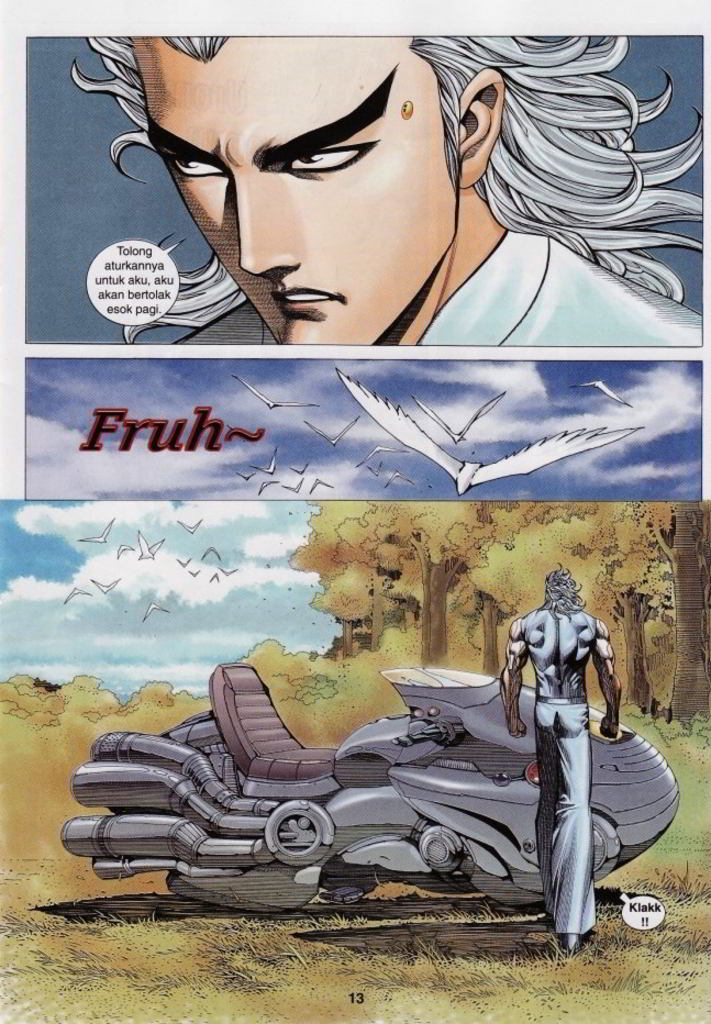 Tolong
aturkannya
untuk aku, aku
akan bertolak
esok pagi.
Fruh~
Klakk
!!
13